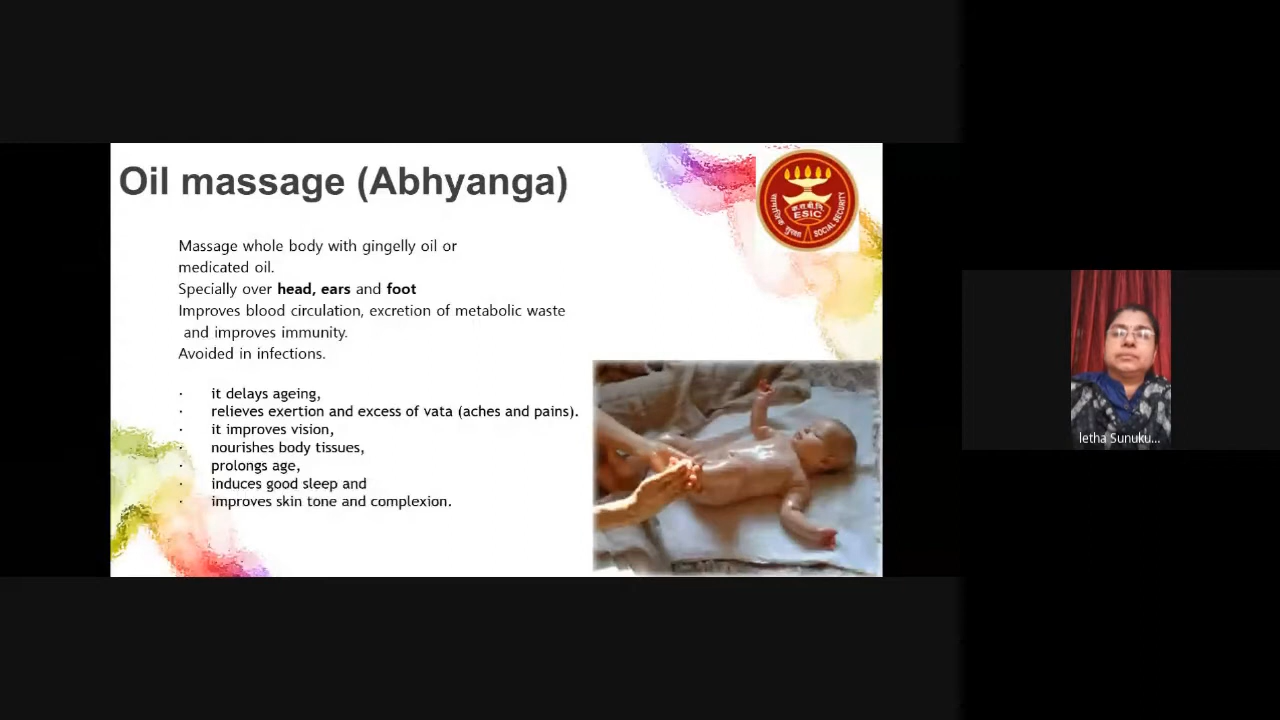 Oil massage (Abhyanga)
Massage whole body with gingelly oil or
medicated oil.
Specially over head, ears and foot
Improves blood circulation, excretion of metabolic waste
and improves immunity.
Avoided in infections.
· it delays ageing,
· relieves exertion and excess of vata (aches and pains).
· it improves vision,
· nourishes body tissues,
· prolongs age,
· induces good sleep and
· improves skin tone and complexion.
क.रा.बी.नि.
ESIC
SOCIAL SECURITY
letha Sunuku...